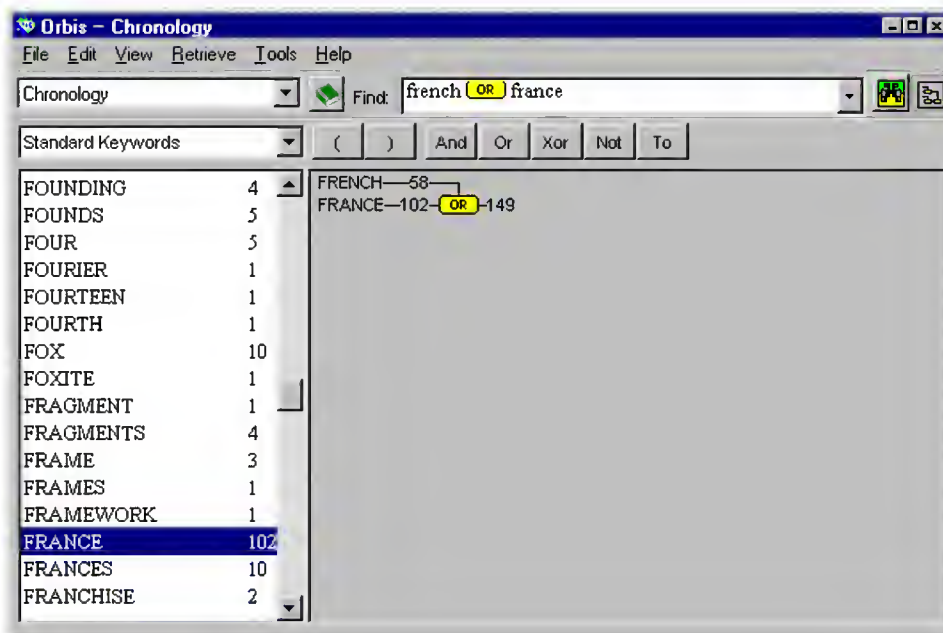 Orbis – Chronology
File Edit View Retrieve Tools Help
Chronology Find: french OR france
Standard Keywords ( ) And Or Xor Not To
FOUNDING 4
FOUNDS 5
FOUR 5
FOURIER 1
FOURTEEN 1
FOURTH 1
FOX 10
FOXITE 1
FRAGMENT 1
FRAGMENTS 4
FRAME 3
FRAMES 1
FRAMEWORK 1
FRANCE 102
FRANCES 10
FRANCHISE 2
FRENCH 58
FRANCE 102 OR 149